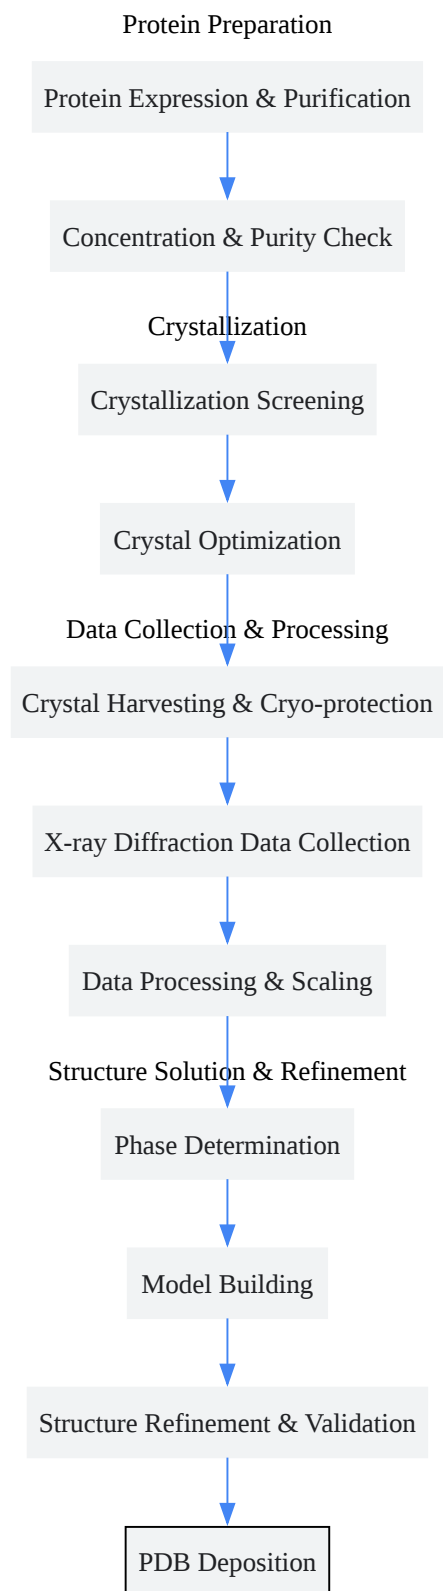 Protein Preparation
Protein Expression & Purification
Concentration & Purity Check
Crystallization
Crystallization Screening
Crystal Optimization
Data Collection & Processing
Crystal Harvesting & Cryo-protection
X-ray Diffraction Data Collection
Data Processing & Scaling
Structure Solution & Refinement
Phase Determination
Model Building
Structure Refinement & Validation
PDB Deposition